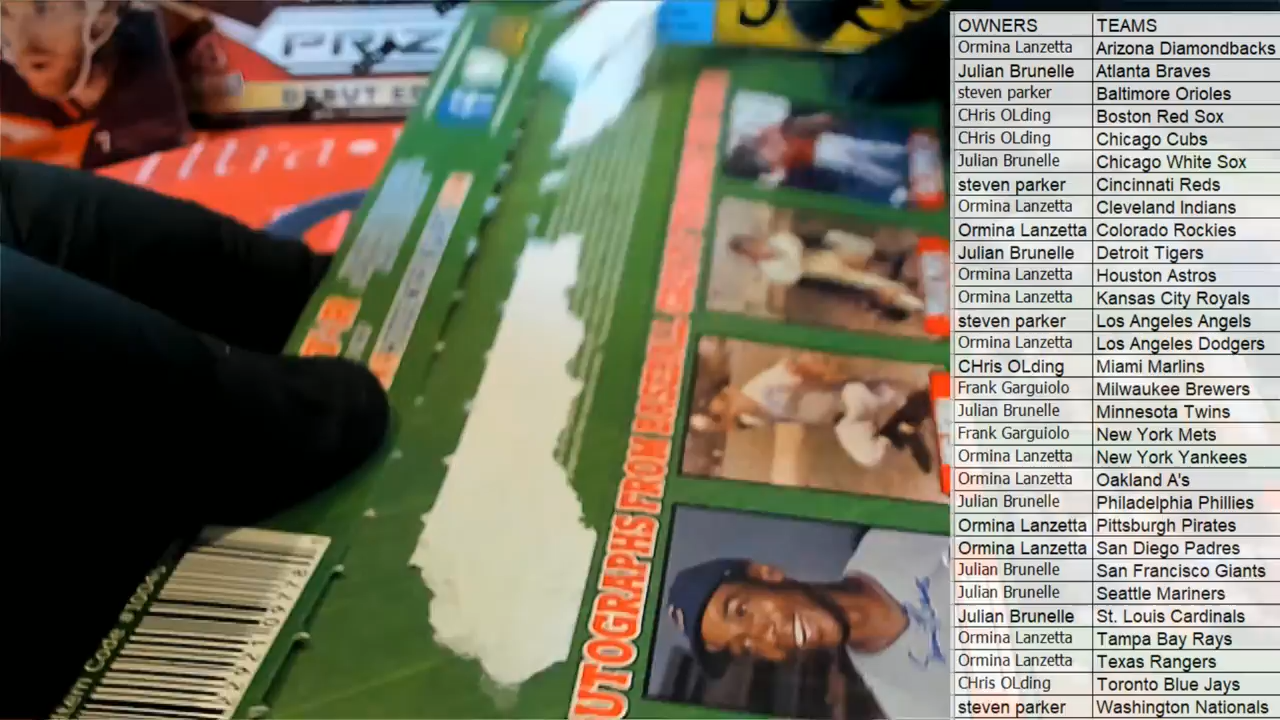 PRIZ
DEBUT ED
AUTOGRAPHS FROM BASEBALL
Item Code
OWNERS TEAMS
Ormina Lanzetta Arizona Diamondbacks
Julian Brunelle Atlanta Braves
steven parker Baltimore Orioles
CHris OLding Boston Red Sox
CHris OLding Chicago Cubs
Julian Brunelle Chicago White Sox
steven parker Cincinnati Reds
Ormina Lanzetta Cleveland Indians
Ormina Lanzetta Colorado Rockies
Julian Brunelle Detroit Tigers
Ormina Lanzetta Houston Astros
Ormina Lanzetta Kansas City Royals
steven parker Los Angeles Angels
Ormina Lanzetta Los Angeles Dodgers
CHris OLding Miami Marlins
Frank Garguiolo Milwaukee Brewers
Julian Brunelle Minnesota Twins
Frank Garguiolo New York Mets
Ormina Lanzetta New York Yankees
Ormina Lanzetta Oakland A's
Julian Brunelle Philadelphia Phillies
Ormina Lanzetta Pittsburgh Pirates
Ormina Lanzetta San Diego Padres
Julian Brunelle San Francisco Giants
Julian Brunelle Seattle Mariners
Julian Brunelle St. Louis Cardinals
Ormina Lanzetta Tampa Bay Rays
Ormina Lanzetta Texas Rangers
CHris OLding Toronto Blue Jays
steven parker Washington Nationals